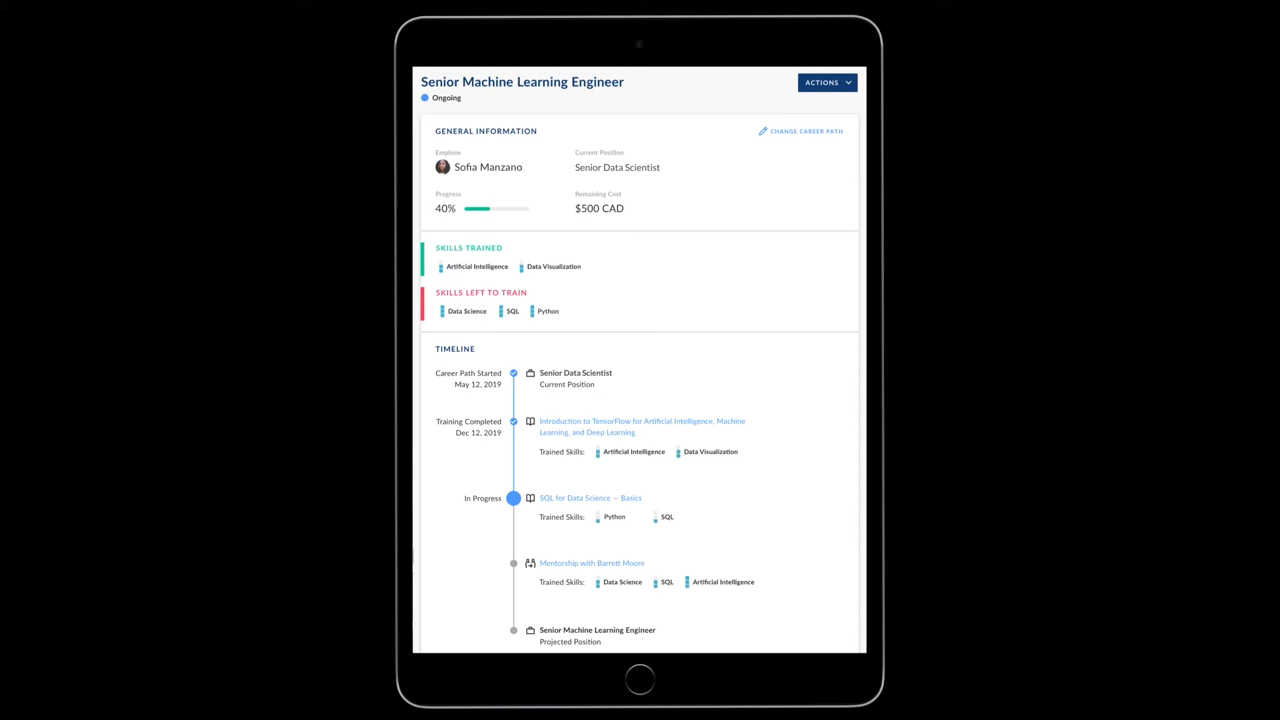 Senior Machine Learning Engineer
ACTIONS
Ongoing
GENERAL INFORMATION
CHANGE CAREER PATH
Emploee
Current Position
Sofia Manzano
Senior Data Scientist
Progress
Remaining Cost
40%
$500 CAD
SKILLS TRAINED
Artificial Intelligence
Data Visualization
SKILLS LEFT TO TRAIN
Data Science
SQL
Python
TIMELINE
Career Path Started
May 12, 2019
Senior Data Scientist
Current Position
Training Completed
Dec 12, 2019
Introduction to TensorFlow for Artificial Intelligence, Machine
Learning, and Deep Learning
Trained Skills:
Artificial Intelligence
Data Visualization
In Progress
SQL for Data Science — Basics
Trained Skills:
Python
SQL
Mentorship with Barrett Moore
Trained Skills:
Data Science
SQL
Artificial Intelligence
Senior Machine Learning Engineer
Projected Position